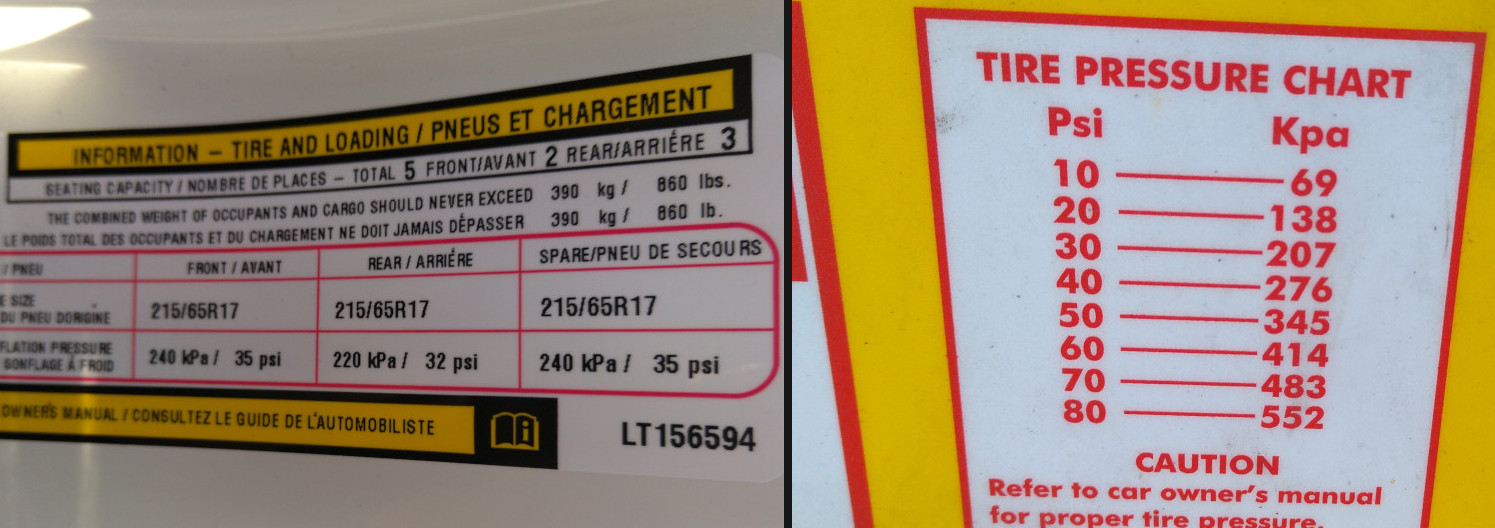 INFORMATION – TIRE AND LOADING / PNEUS ET CHARGEMENT
SEATING CAPACITY / NOMBRE DE PLACES – TOTAL 5 FRONT/AVANT 2 REAR/ARRIÉRE 3
THE COMBINED WEIGHT OF OCCUPANTS AND CARGO SHOULD NEVER EXCEED 390 kg / 860 lbs.
LE POIDS TOTAL DES OCCUPANTS ET DU CHARGEMENT NE DOIT JAMAIS DÉPASSER 390 kg / 860 lb.
/ PNEU FRONT / AVANT REAR / ARRIÉRE SPARE/PNEU DE SECOURS
SIZE
DU PNEU DORIGINE 215/65R17 215/65R17 215/65R17
PRESSURE
GONFLAGE À FROID 240 kPa / 35 psi 220 kPa / 32 psi 240 kPa / 35 psi
OWNER'S MANUAL / CONSULTEZ LE GUIDE DE L'AUTOMOBILISTE
LT156594
TIRE PRESSURE CHART
Psi Kpa
10 69
20 138
30 207
40 276
50 345
60 414
70 483
80 552
CAUTION
Refer to car owner's manual
for proper tire pressure.